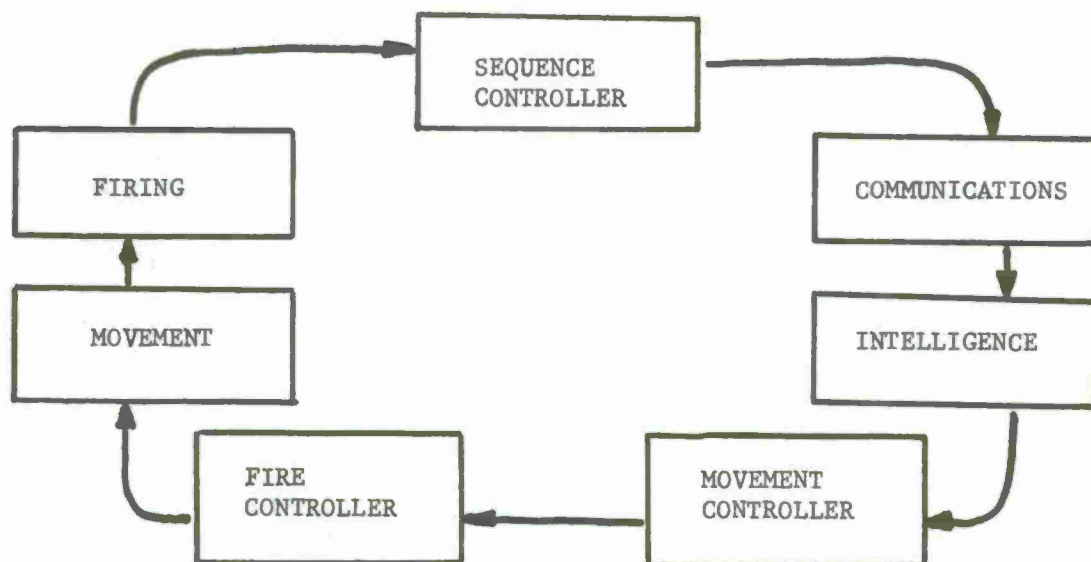 SEQUENCE
CONTROLLER
FIRING
COMMUNICATIONS
MOVEMENT
INTELLIGENCE
FIRE
CONTROLLER
MOVEMENT
CONTROLLER